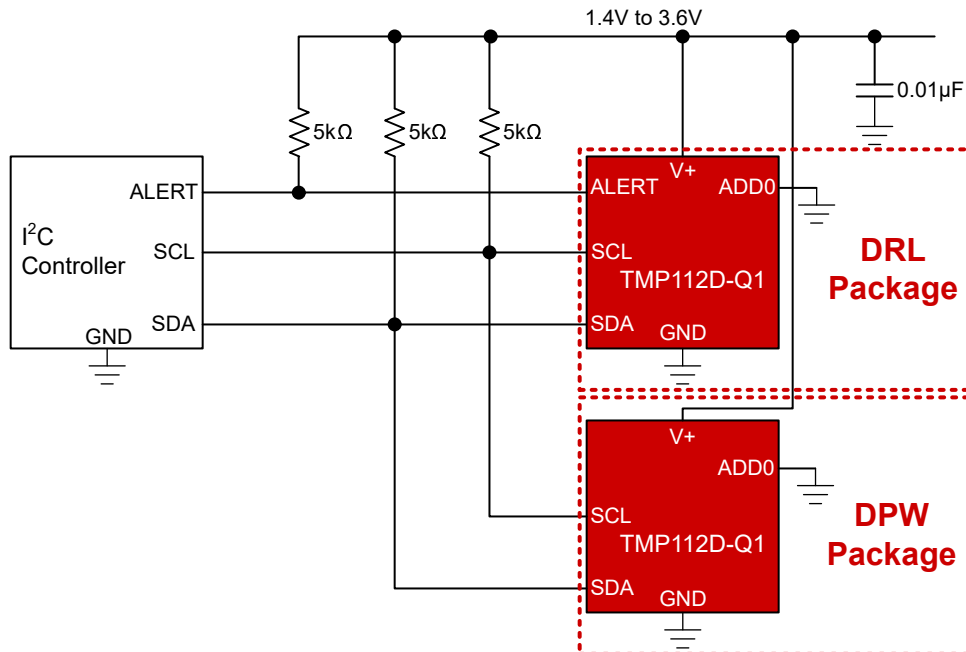 1.4V to 3.6V
0.01µF
5kΩ
5kΩ
5kΩ
I²C
Controller
ALERT
SCL
SDA
GND
V+
ALERT
ADD0
SCL
TMP112D-Q1
SDA
GND
DRL
Package
V+
ADD0
SCL
TMP112D-Q1
SDA
GND
DPW
Package